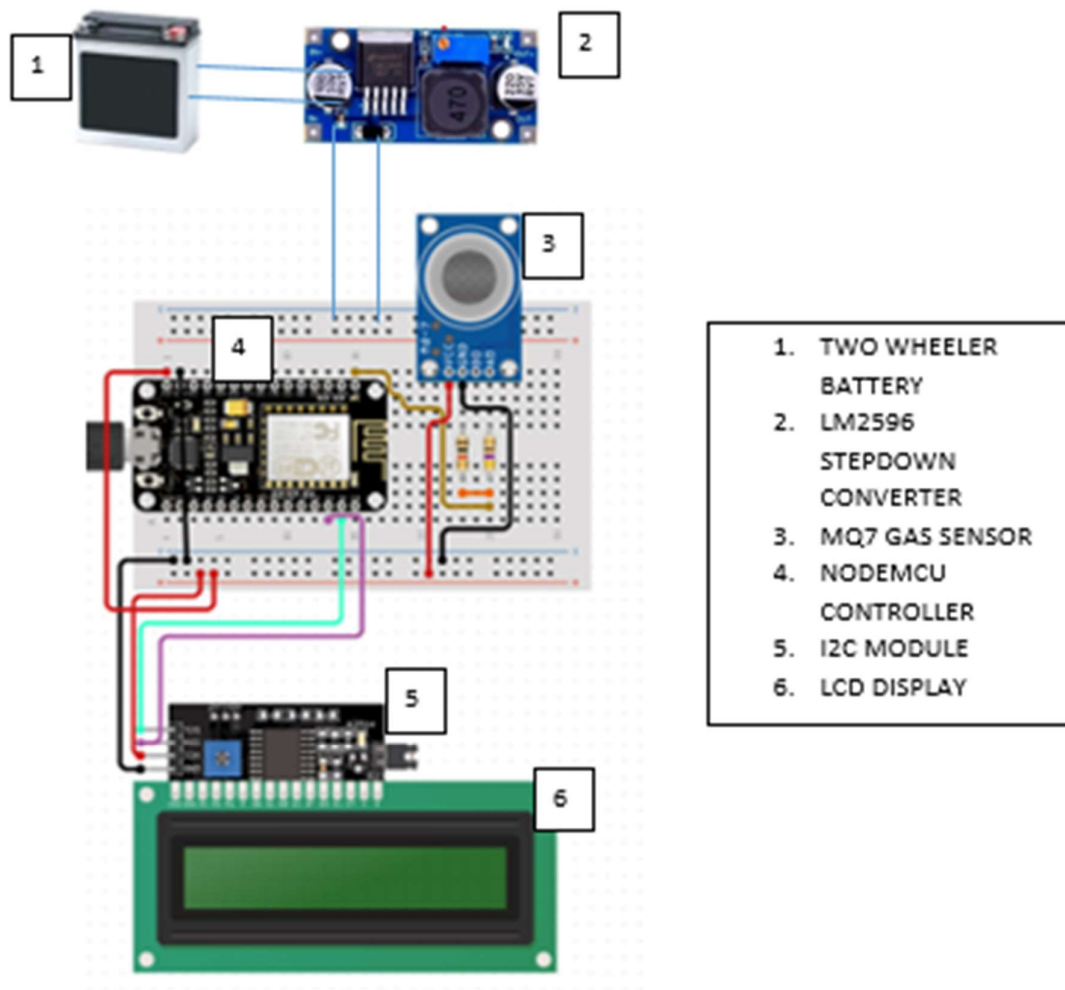 1
2
470
3
4
5
6
1. TWO WHEELER
BATTERY
2. LM2596
STEPDOWN
CONVERTER
3. MQ7 GAS SENSOR
4. NODEMCU
CONTROLLER
5. I2C MODULE
6. LCD DISPLAY